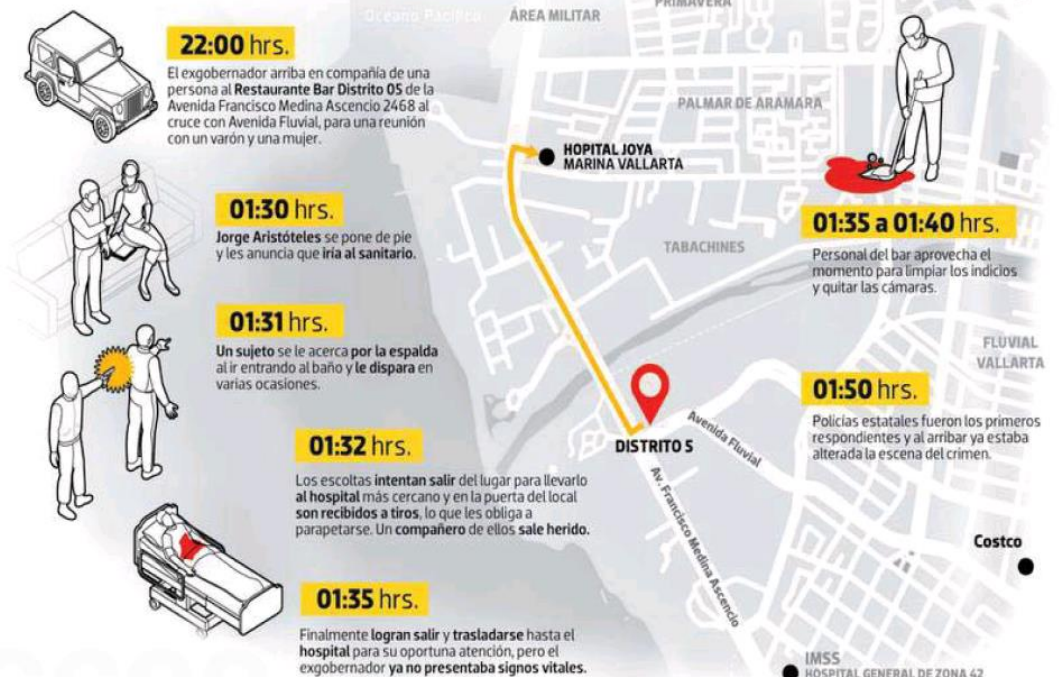 22:00 hrs.
El exgobernador arriba en compañía de una
persona al Restaurante Bar Distrito 05 de la
Avenida Francisco Medina Ascencio 2468 al
cruce con Avenida Fluvial, para una reunión
con un varón y una mujer.
01:30 hrs.
Jorge Aristóteles se pone de pie
y les anuncia que iría al sanitario.
01:31 hrs.
Un sujeto se le acerca por la espalda
al ir entrando al baño y le dispara en
varias ocasiones.
01:32 hrs.
Los escoltas intentan salir del lugar para llevarlo
al hospital más cercano y en la puerta del local
son recibidos a tiros, lo que les obliga a
parapetarse. Un compañero de ellos sale herido.
01:35 hrs.
Finalmente logran salir y trasladarse hasta el
hospital para su oportuna atención, pero el
exgobernador ya no presentaba signos vitales.
Oceano Pacífico
ÁREA MILITAR
PRIMAVERA
PALMAR DE ARAMARA
HOPITAL JOYA
MARINA VALLARTA
TABACHINES
DISTRITO 5
Avenida Fluvial
Av. Francisco Medina Ascencio
01:35 a 01:40 hrs.
Personal del bar aprovecha el
momento para limpiar los indicios
y quitar las cámaras.
FLUVIAL
VALLARTA
01:50 hrs.
Policías estatales fueron los primeros
respondientes y al arribar ya estaba
alterada la escena del crimen.
Costco
IMSS
HOSPITAL GENERAL DE ZONA 42